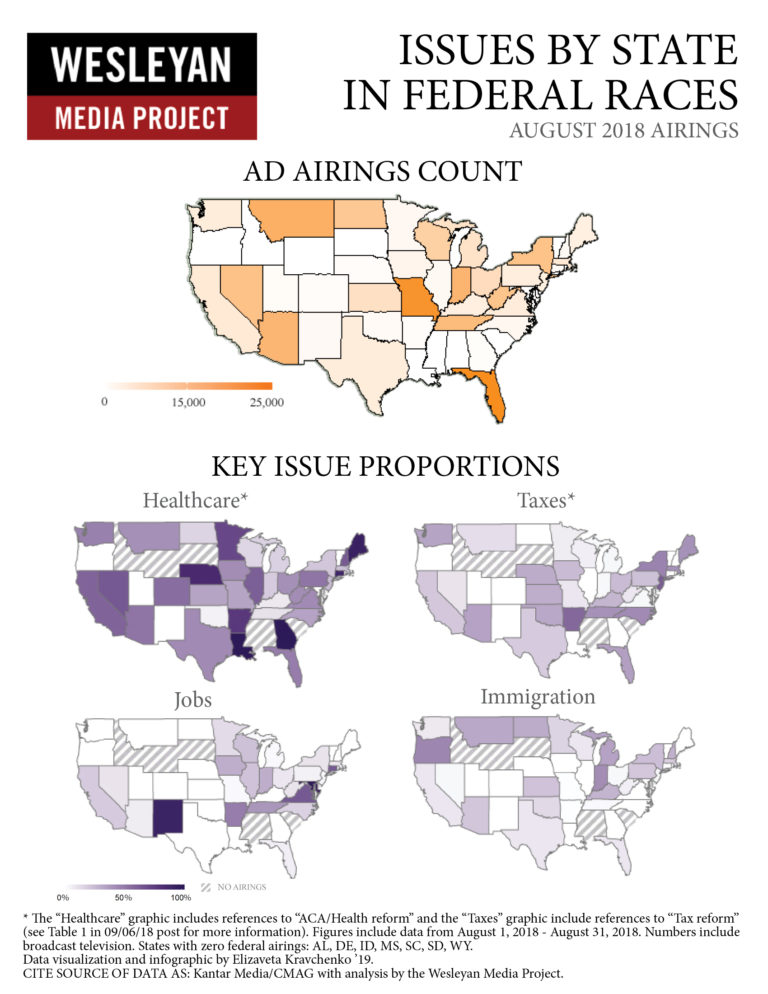 WESLEYAN
MEDIA PROJECT
ISSUES BY STATE
IN FEDERAL RACES
AUGUST 2018 AIRINGS
AD AIRINGS COUNT
0
15,000
25,000
KEY ISSUE PROPORTIONS
Healthcare*
Taxes*
Jobs
Immigration
NO AIRINGS
0%
50%
100%
* The “Healthcare” graphic includes references to “ACA/Health reform” and the “Taxes” graphic include references to “Tax reform”
(see Table 1 in 09/06/18 post for more information). Figures include data from August 1, 2018 - August 31, 2018. Numbers include
broadcast television. States with zero federal airings: AL, DE, ID, MS, SC, SD, WY.
Data visualization and infographic by Elizaveta Kravchenko ’19.
CITE SOURCE OF DATA AS: Kantar Media/CMAG with analysis by the Wesleyan Media Project.